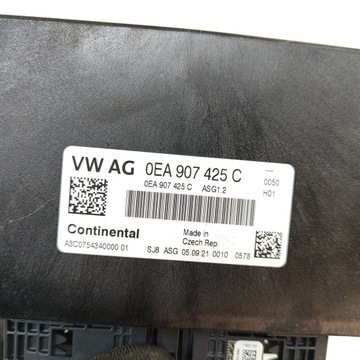 VW AG 0EA 907 425 C
0EA 907 425 C ASG1.2
0050
H01
Continental
Made in
Czech Rep
A3C0754340000 01
SJ8 ASG 05.09.21 0010 0578